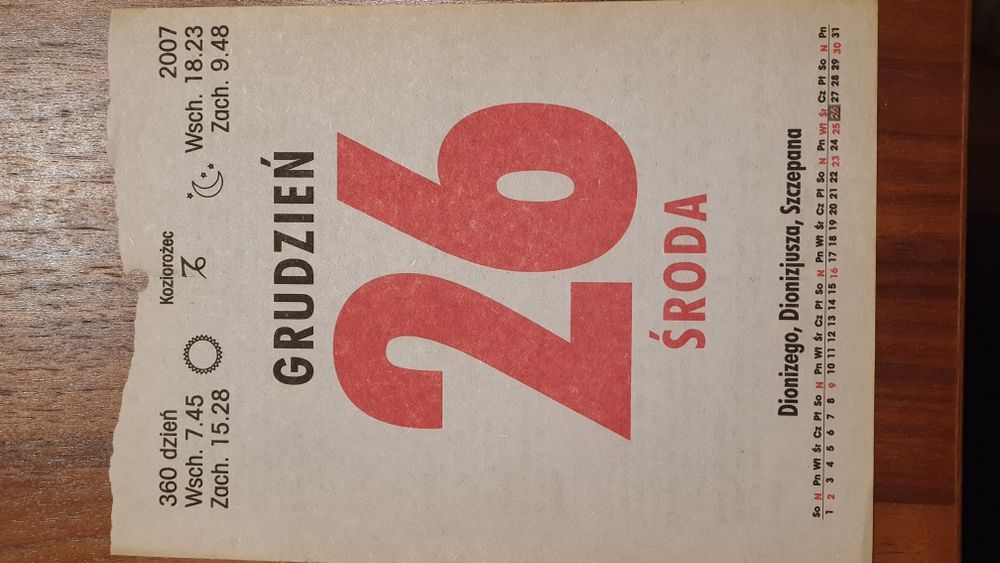 360 dzień
Wsch. 7.45
Zach. 15.28
Koziorożec
2007
Wsch. 18.23
Zach. 9.48
GRUDZIEŃ
26
ŚRODA
Dionizego, Dionizjusza, Szczepana
So N Pn Wt Śr Cz Pt So N Pn Wt Śr Cz Pt So N Pn Wt Śr Cz Pt So N Pn Wt Śr Cz Pt So N Pn
1 2 3 4 5 6 7 8 9 10 11 12 13 14 15 16 17 18 19 20 21 22 23 24 25 26 27 28 29 30 31